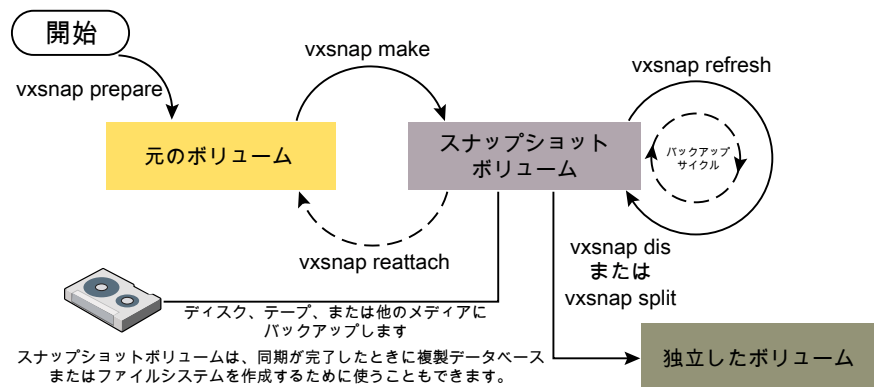 開始
vxsnap prepare
vxsnap make
vxsnap refresh
元のボリューム
スナップショット
ボリューム
バックアップ
サイクル
vxsnap reattach
vxsnap dis
または
vxsnap split
ディスク、テープ、または他のメディアに
バックアップします
スナップショットボリュームは、同期が完了したときに複製データベース
またはファイルシステムを作成するために使うこともできます。
独立したボリューム